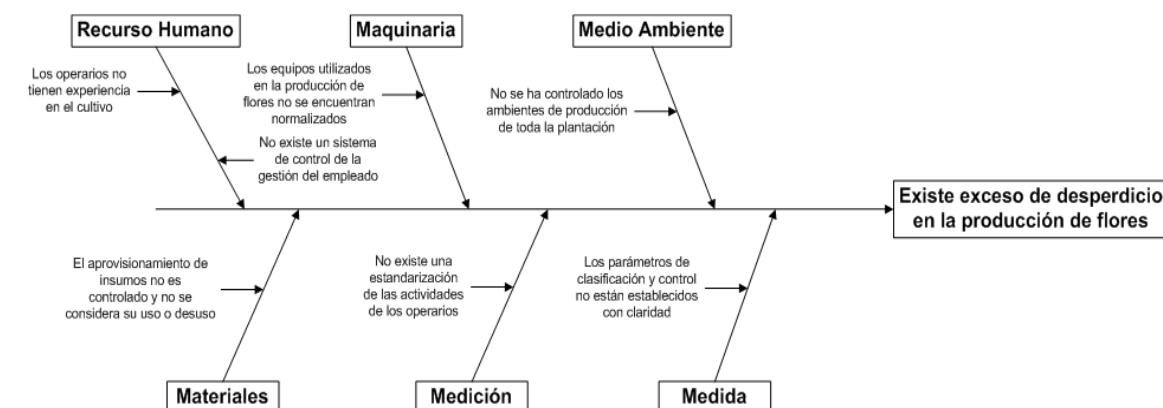 Recurso Humano
Maquinaria
Medio Ambiente
Los operarios no
tienen experiencia
en el cultivo
No existe un sistema
de control de la
gestión del empleado
Los equipos utilizados
en la producción de
flores no se encuentran
normalizados
No se ha controlado los
ambientes de producción
de toda la plantación
Existe exceso de desperdicio
en la producción de flores
El aprovisionamiento de
insumos no es
controlado y no se
considera su uso o desuso
No existe una
estandarización
de las actividades
de los operarios
Los parámetros de
clasificación y control
no están establecidos
con claridad
Materiales
Medición
Medida